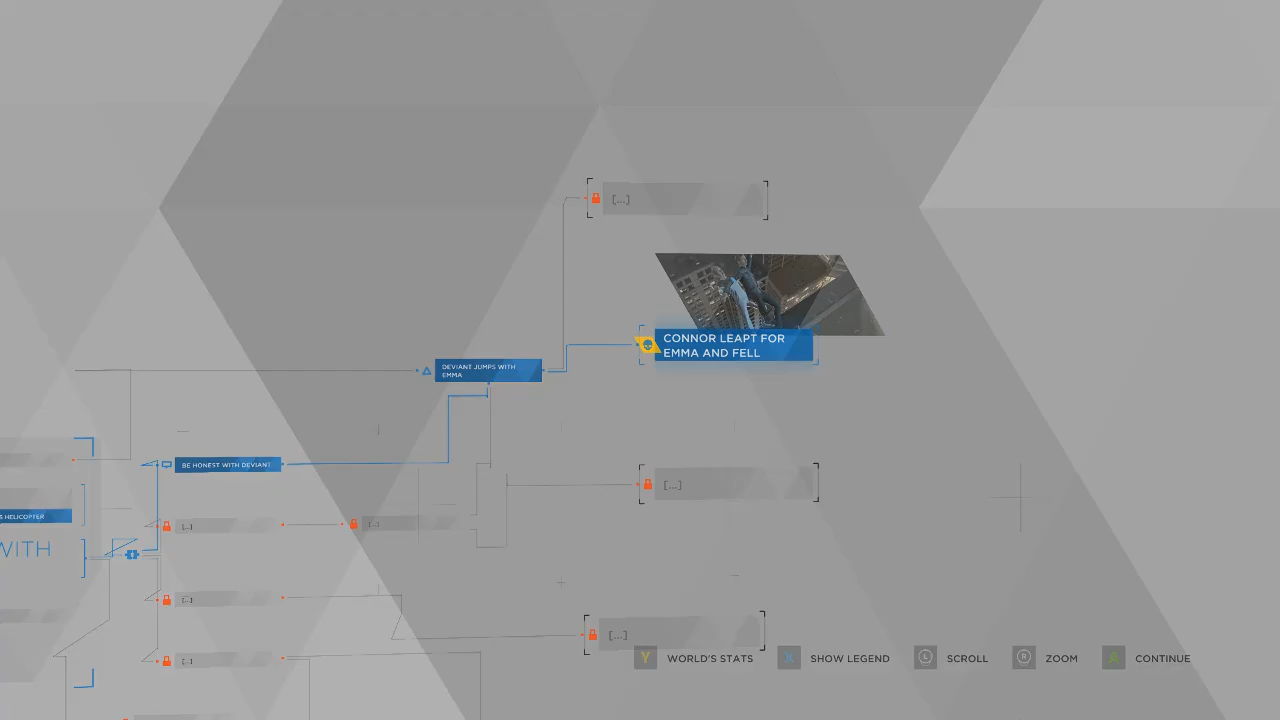 [...]
CONNOR LEAPT FOR
EMMA AND FELL
DEVIANT JUMPS WITH
EMMA
BE HONEST WITH DEVIANT
[...]
S HELICOPTER
[...]
[...]
WITH
[...]
[...]
[...]
Y WORLD'S STATS
X SHOW LEGEND
L SCROLL
R ZOOM
A CONTINUE